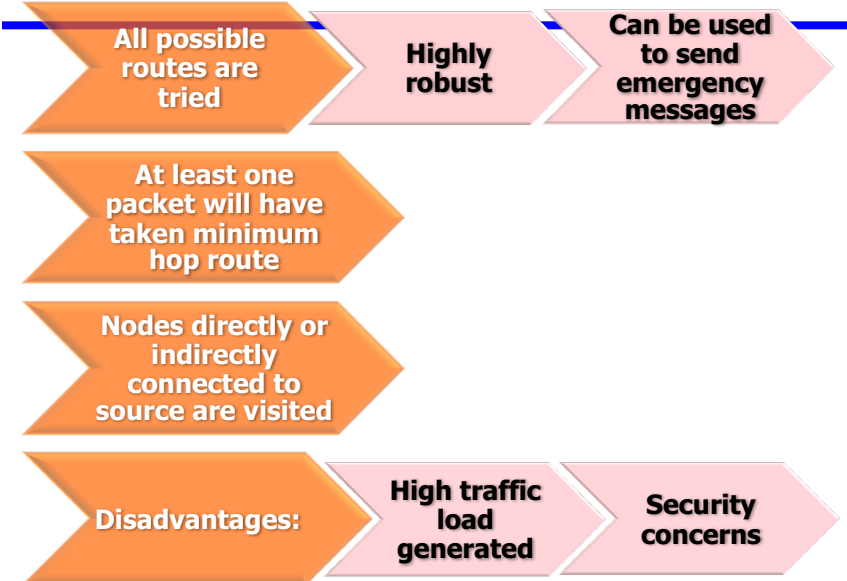 All possible
routes are
tried
Highly
robust
Can be used
to send
emergency
messages
At least one
packet will have
taken minimum
hop route
Nodes directly or
indirectly
connected to
source are visited
Disadvantages:
High traffic
load
generated
Security
concerns